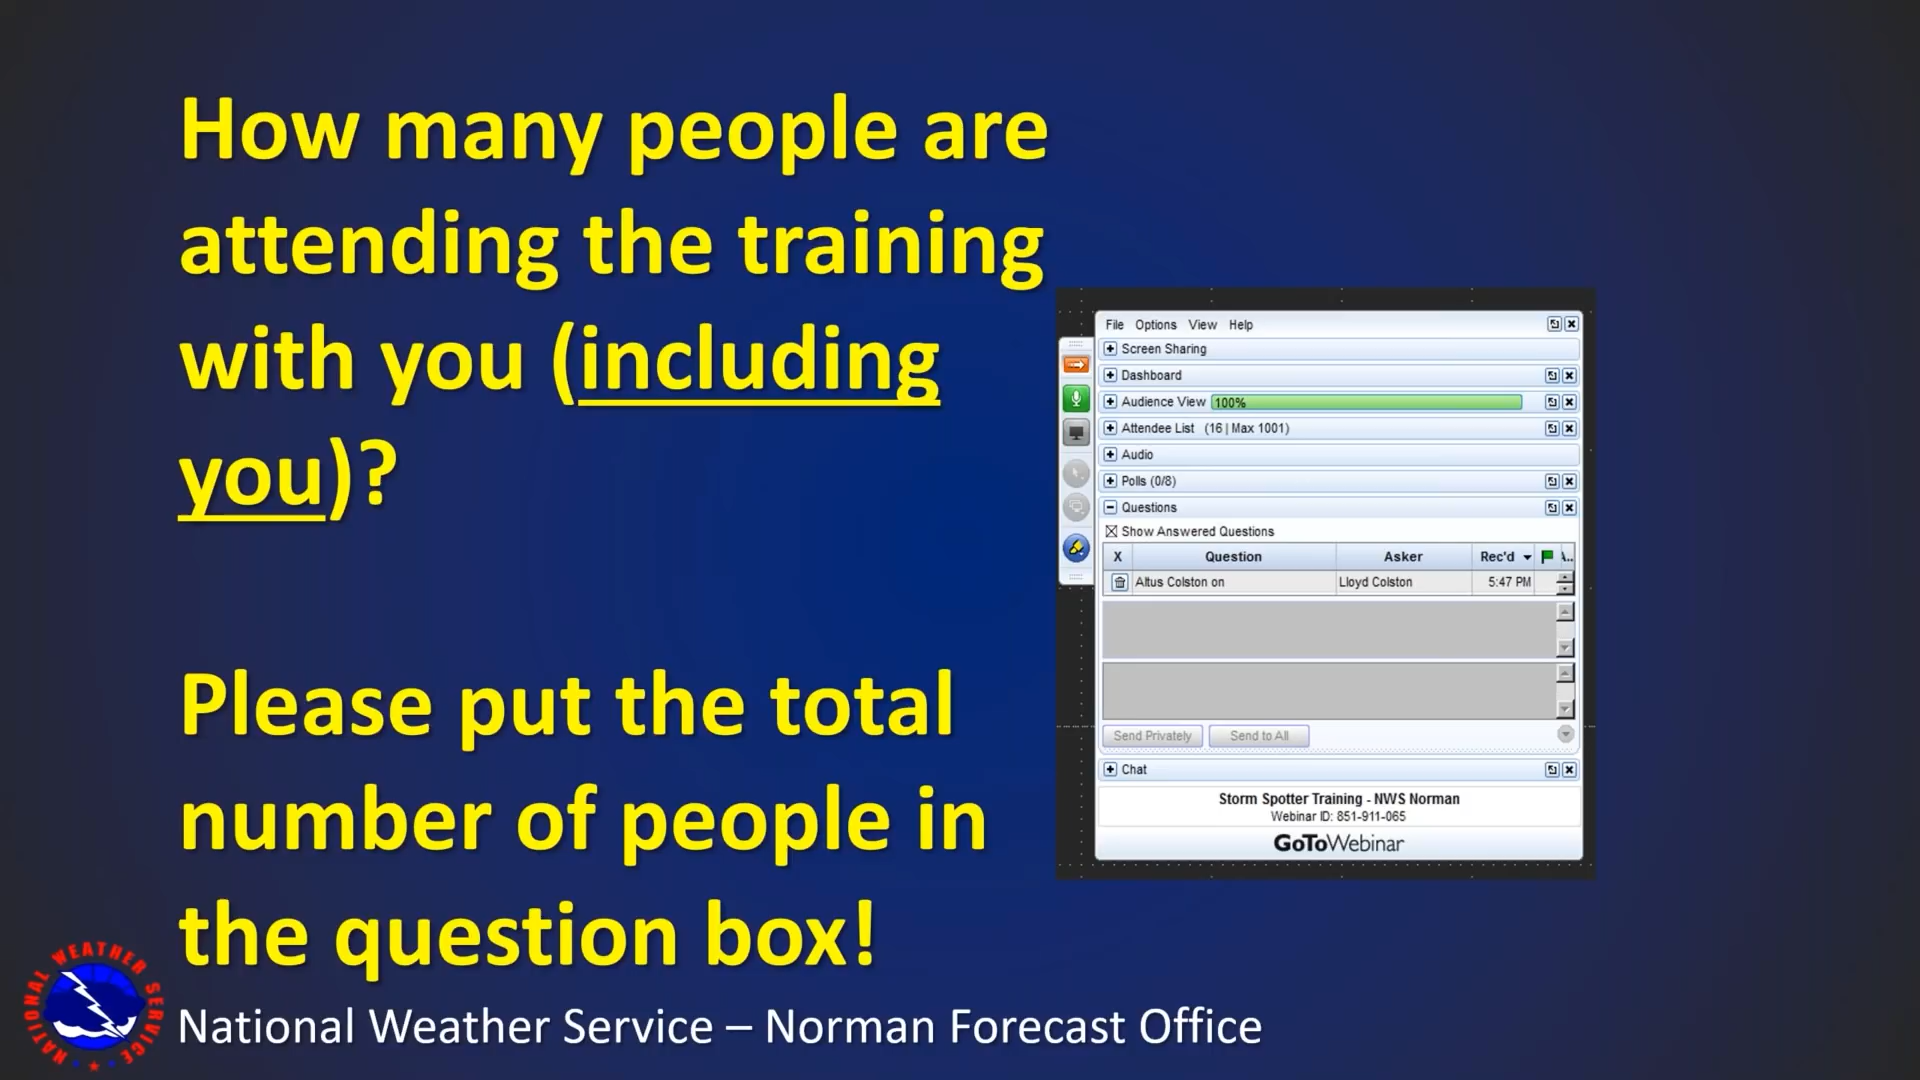 How many people are
attending the training
with you (including
you)?
Please put the total
number of people in
the question box!
File Options View Help
Screen Sharing
Dashboard
Audience View 100%
Attendee List (16 | Max 1001)
Audio
Polls (0/8)
Questions
Show Answered Questions
X Question Asker Rec'd A..
Altus Colston on Lloyd Colston 5:47 PM
Send Privately Send to All
Chat
Storm Spotter Training - NWS Norman
Webinar ID: 851-911-065
GoToWebinar
NATIONAL WEATHER SERVICE
National Weather Service – Norman Forecast Office